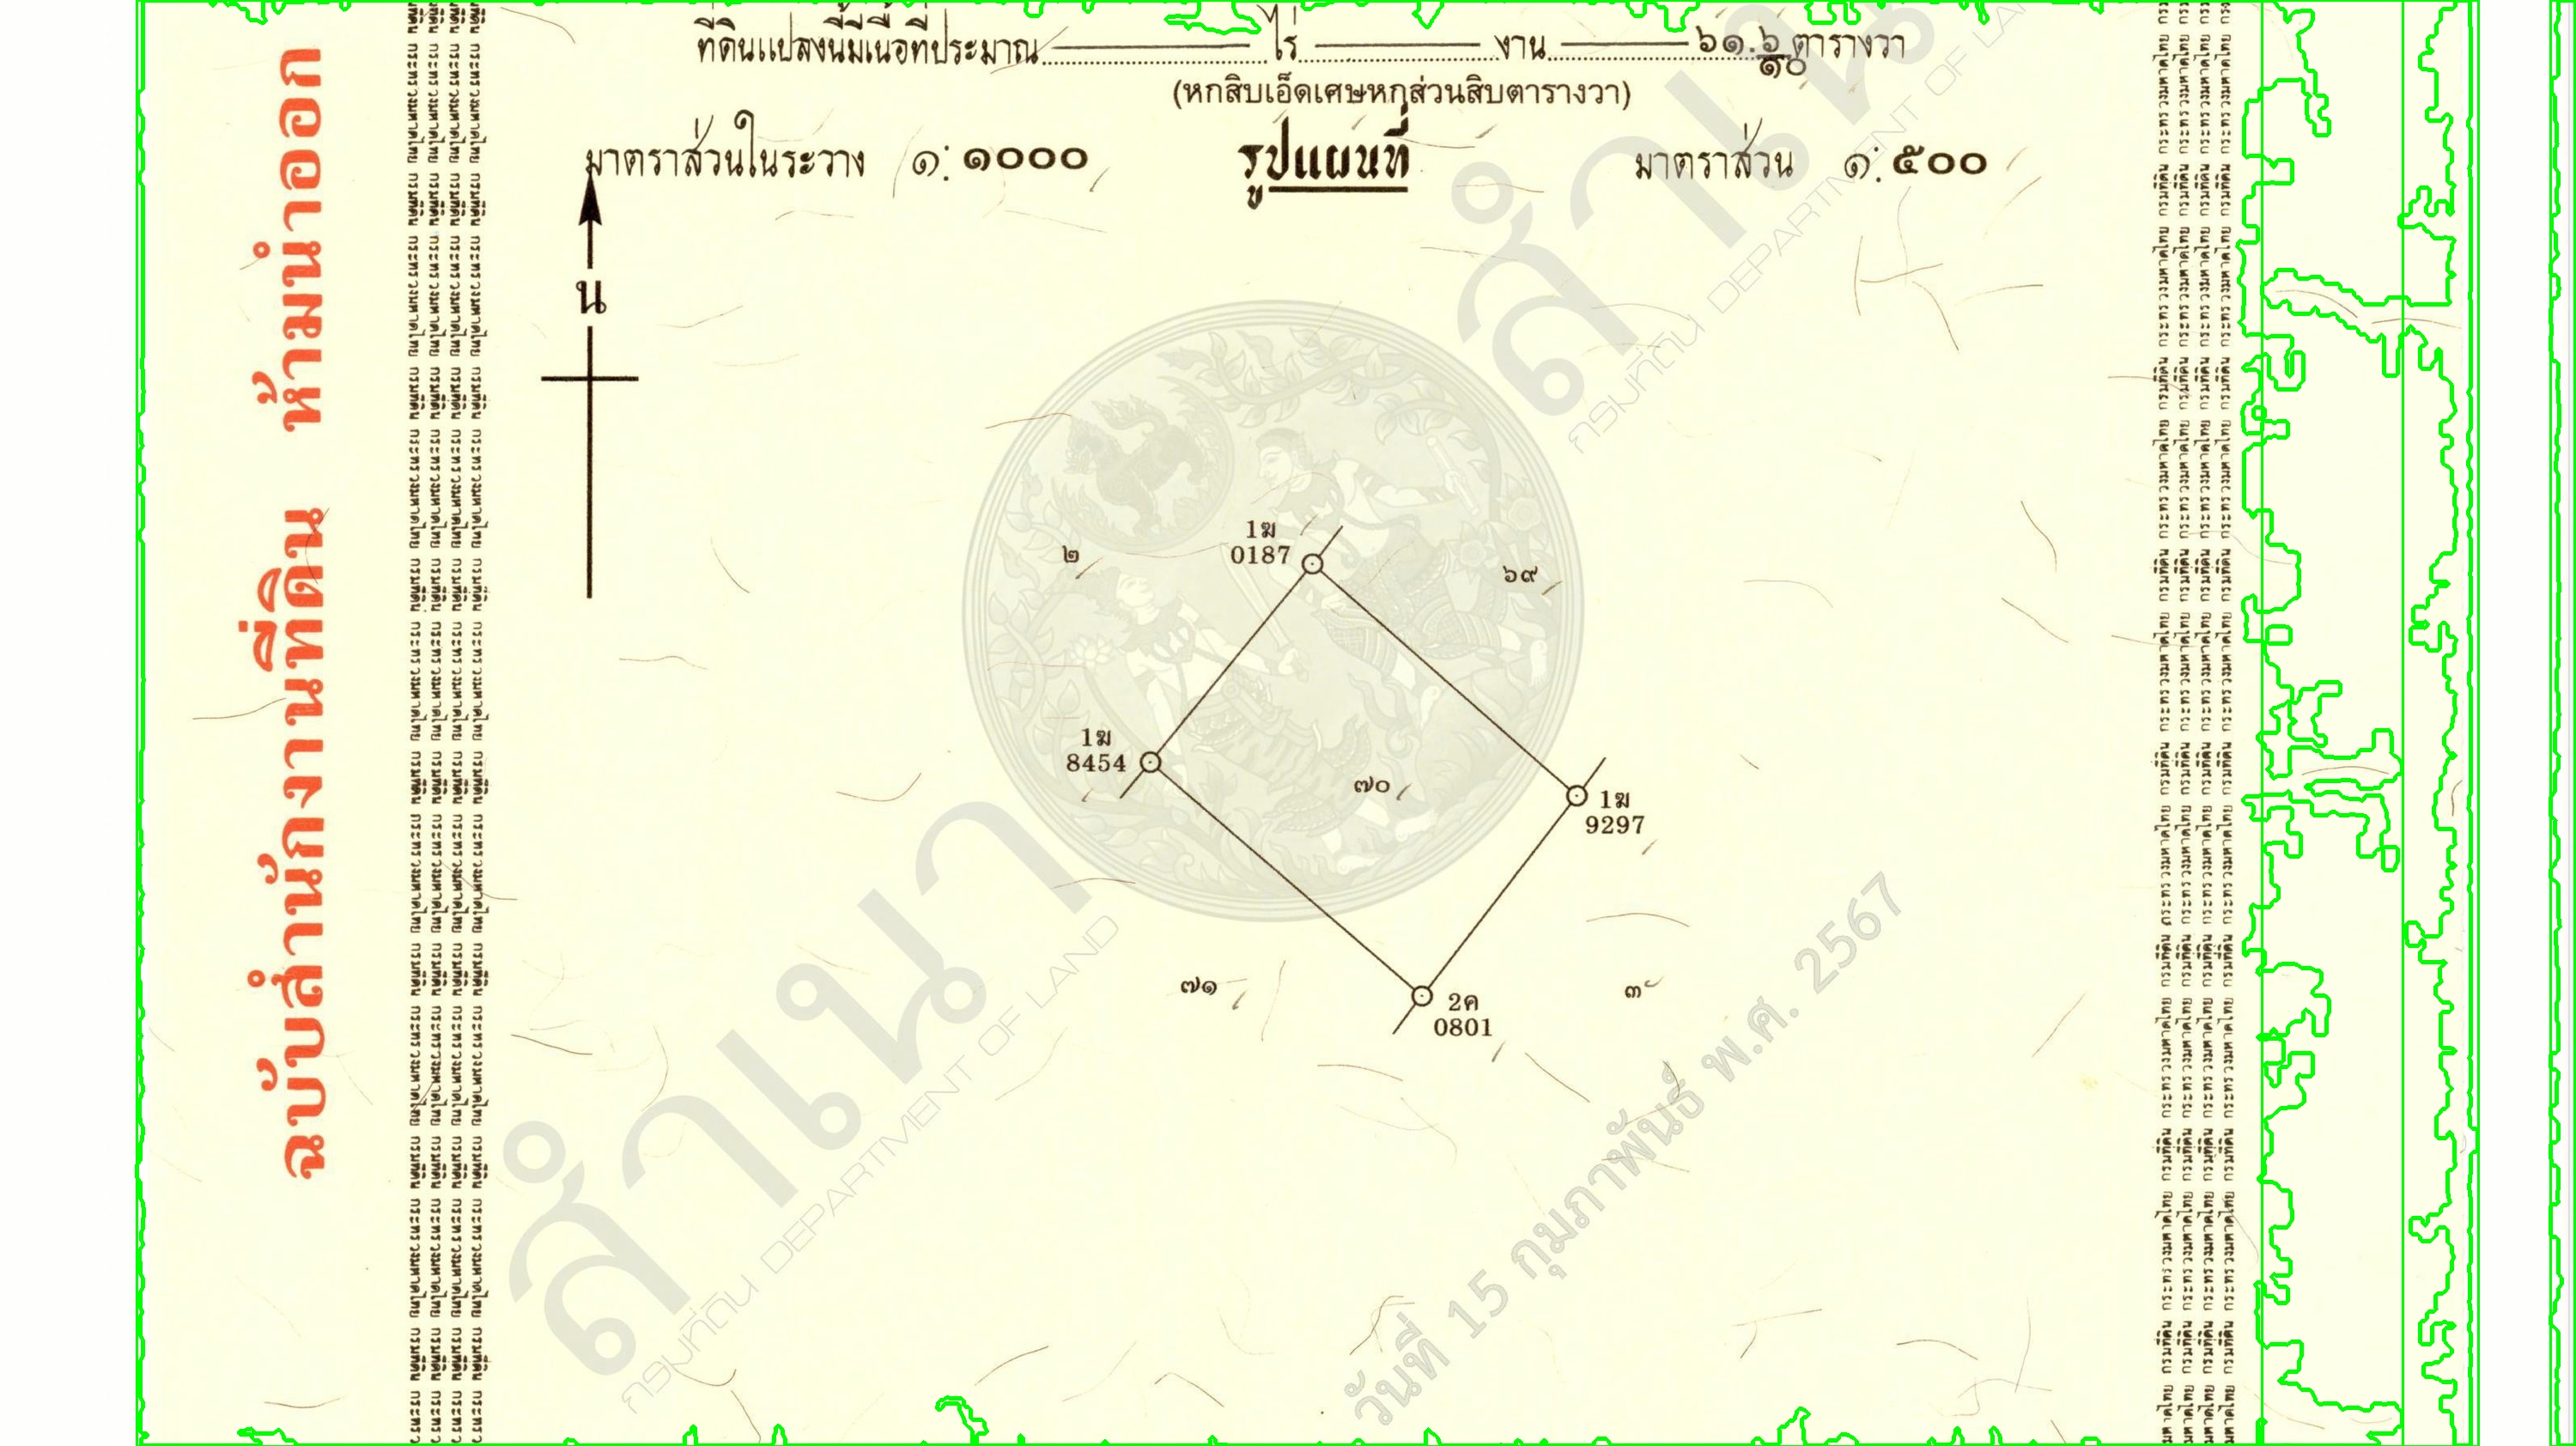 ที่ดินแปลงนี้มีเนื้อที่ประมาณ ไร่ งาน ๖๑.๖/๑๐ ตารางวา
(หกสิบเอ็ดเศษหกส่วนสิบตารางวา)
มาตราส่วนในระวาง ๑:๑๐๐๐ รูปแผนที่ มาตราส่วน ๑:๕๐๐
น
ฉบับสำนักงานที่ดิน ห้ามนำออก
1ฆ
0187
๒
๖๙
1ฆ
8454
๗๐
1ฆ
9297
๗๑
2ค
0801
๓
สำเนา
กรมที่ดิน DEPARTMENT OF LAND
สำเน
กรมที่ดิน DEPARTMENT OF LA
วันที่ 15 กุมภาพันธ์ พ.ศ. 2567
กรมที่ดิน กระทรวงมหาดไทย